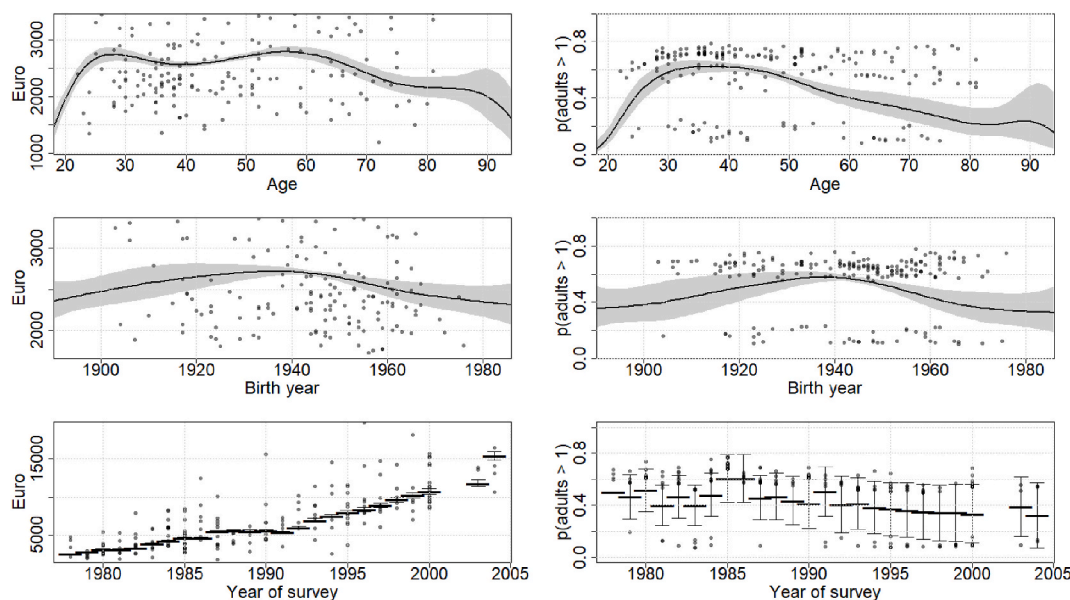 Euro
1000 2000 3000
20 30 40 50 60 70 80 90
Age
p(adults > 1)
0.0 0.4 0.8
20 30 40 50 60 70 80 90
Age
Euro
2000 3000
1900 1920 1940 1960 1980
Birth year
p(adults > 1)
0.0 0.4 0.8
1900 1920 1940 1960 1980
Birth year
Euro
5000 15000
1980 1985 1990 1995 2000 2005
Year of survey
p(adults > 1)
0.0 0.4 0.8
1980 1985 1990 1995 2000 2005
Year of survey